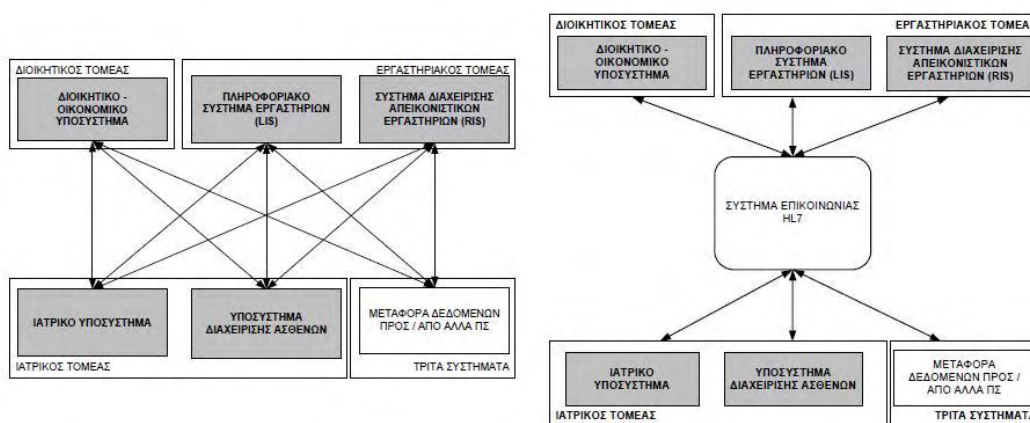 ΔΙΟΙΚΗΤΙΚΟΣ ΤΟΜΕΑΣ
ΔΙΟΙΚΗΤΙΚΟ -
ΟΙΚΟΝΟΜΙΚΟ
ΥΠΟΣΥΣΤΗΜΑ
ΕΡΓΑΣΤΗΡΙΑΚΟΣ ΤΟΜΕΑΣ
ΠΛΗΡΟΦΟΡΙΑΚΟ
ΣΥΣΤΗΜΑ ΕΡΓΑΣΤΗΡΙΩΝ
(LIS)
ΣΥΣΤΗΜΑ ΔΙΑΧΕΙΡΙΣΗΣ
ΑΠΕΙΚΟΝΙΣΤΙΚΩΝ
ΕΡΓΑΣΤΗΡΙΩΝ (RIS)
ΙΑΤΡΙΚΟ ΥΠΟΣΥΣΤΗΜΑ
ΥΠΟΣΥΣΤΗΜΑ
ΔΙΑΧΕΙΡΙΣΗΣ ΑΣΘΕΝΩΝ
ΙΑΤΡΙΚΟΣ ΤΟΜΕΑΣ
ΜΕΤΑΦΟΡΑ ΔΕΔΟΜΕΝΩΝ
ΠΡΟΣ / ΑΠΟ ΑΛΛΑ ΠΣ
ΤΡΙΤΑ ΣΥΣΤΗΜΑΤΑ
ΔΙΟΙΚΗΤΙΚΟΣ ΤΟΜΕΑΣ
ΔΙΟΙΚΗΤΙΚΟ -
ΟΙΚΟΝΟΜΙΚΟ
ΥΠΟΣΥΣΤΗΜΑ
ΕΡΓΑΣΤΗΡΙΑΚΟΣ ΤΟΜΕΑ
ΠΛΗΡΟΦΟΡΙΑΚΟ
ΣΥΣΤΗΜΑ
ΕΡΓΑΣΤΗΡΙΩΝ (LIS)
ΣΥΣΤΗΜΑ ΔΙΑΧΕΙΡΙΣΗΣ
ΑΠΕΙΚΟΝΙΣΤΙΚΩΝ
ΕΡΓΑΣΤΗΡΙΩΝ (RIS)
ΣΥΣΤΗΜΑ ΕΠΙΚΟΙΝΩΝΙΑΣ
HL7
ΙΑΤΡΙΚΟ
ΥΠΟΣΥΣΤΗΜΑ
ΥΠΟΣΥΣΤΗΜΑ
ΔΙΑΧΕΙΡΙΣΗΣ ΑΣΘΕΝΩΝ
ΙΑΤΡΙΚΟΣ ΤΟΜΕΑΣ
ΜΕΤΑΦΟΡΑ
ΔΕΔΟΜΕΝΩΝ ΠΡΟΣ /
ΑΠΟ ΑΛΛΑ ΠΣ
ΤΡΙΤΑ ΣΥΣΤΗΜΑΤΑ